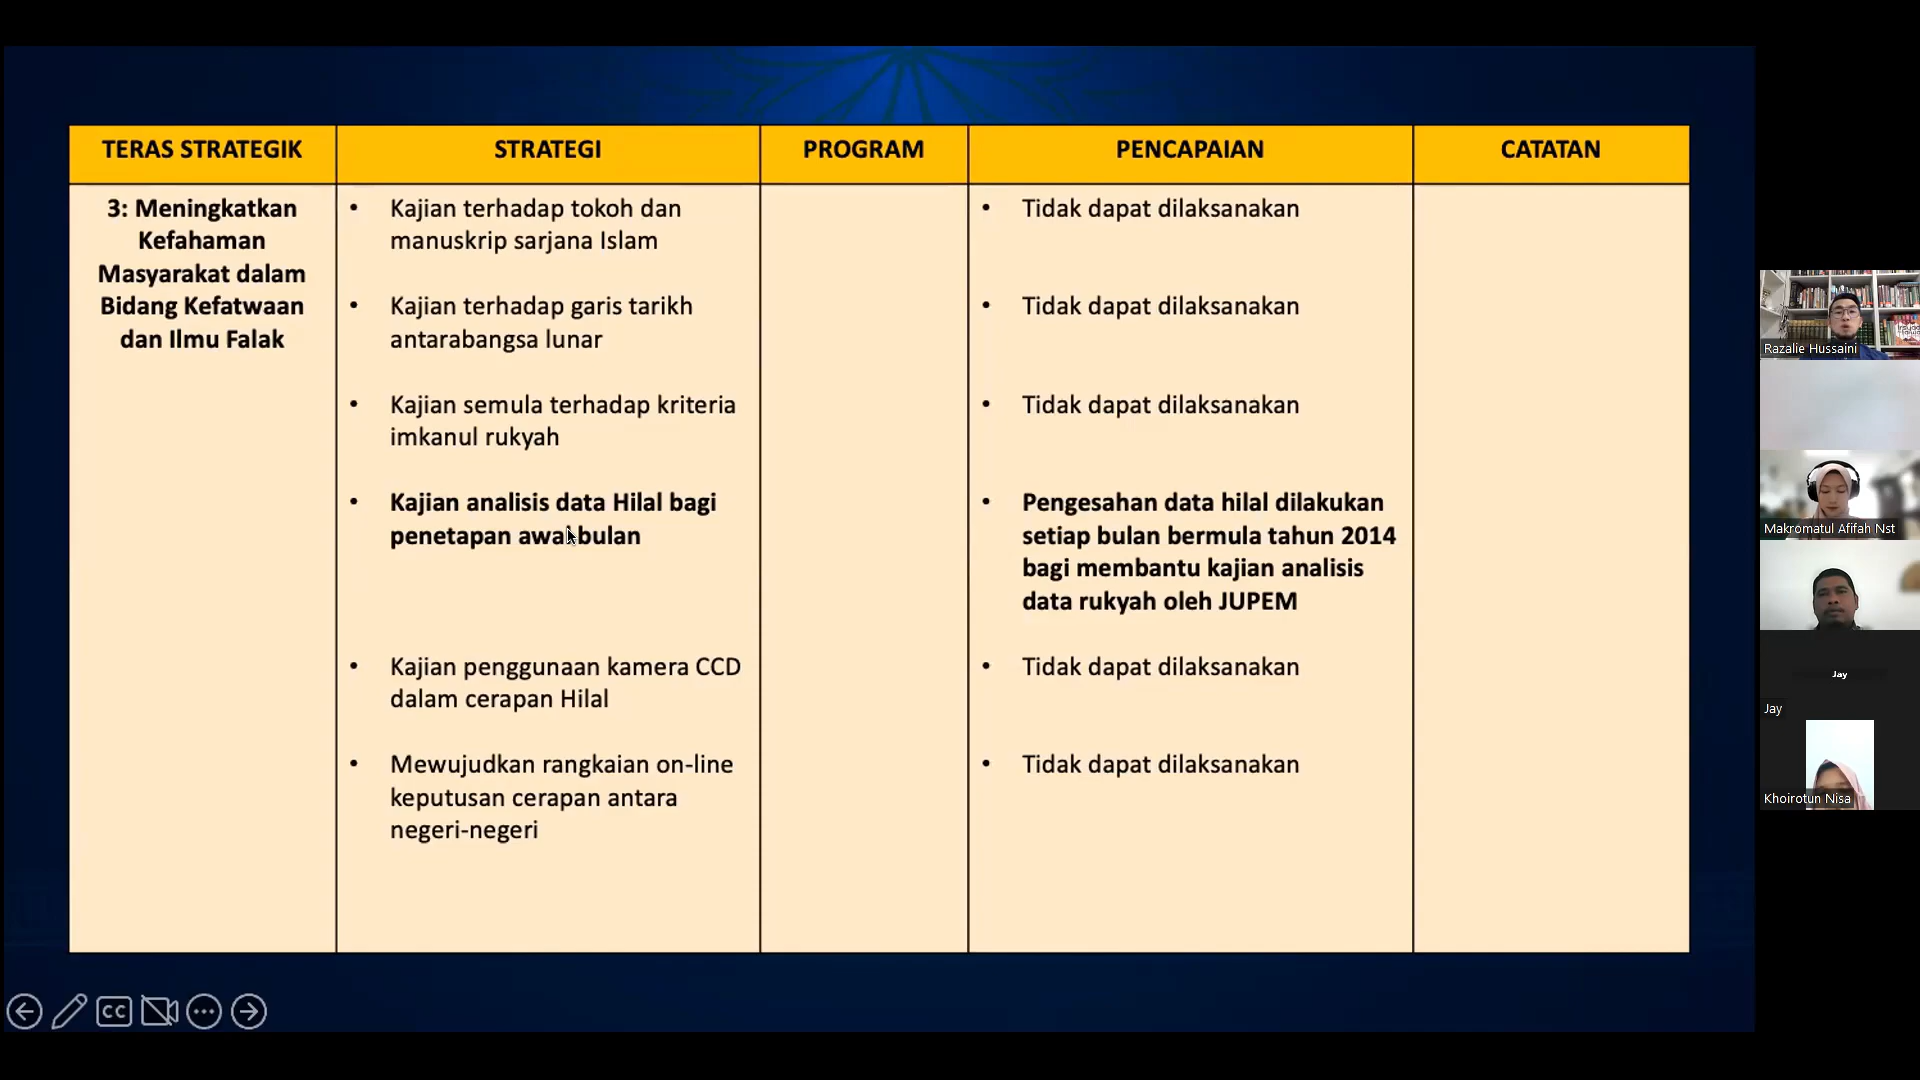 TERAS STRATEGIK
STRATEGI
PROGRAM
PENCAPAIAN
CATATAN
3: Meningkatkan
Kefahaman
Masyarakat dalam
Bidang Kefatwaan
dan Ilmu Falak
• Kajian terhadap tokoh dan
manuskrip sarjana Islam
• Kajian terhadap garis tarikh
antarabangsa lunar
• Kajian semula terhadap kriteria
imkanul rukyah
• Kajian analisis data Hilal bagi
penetapan awal bulan
• Kajian penggunaan kamera CCD
dalam cerapan Hilal
• Mewujudkan rangkaian on-line
keputusan cerapan antara
negeri-negeri
• Tidak dapat dilaksanakan
• Tidak dapat dilaksanakan
• Tidak dapat dilaksanakan
• Pengesahan data hilal dilakukan
setiap bulan bermula tahun 2014
bagi membantu kajian analisis
data rukyah oleh JUPEM
• Tidak dapat dilaksanakan
• Tidak dapat dilaksanakan
Razalie Hussaini
Makromatul Afifah Nst
Jay
Jay
Khoirotun Nisa
CC